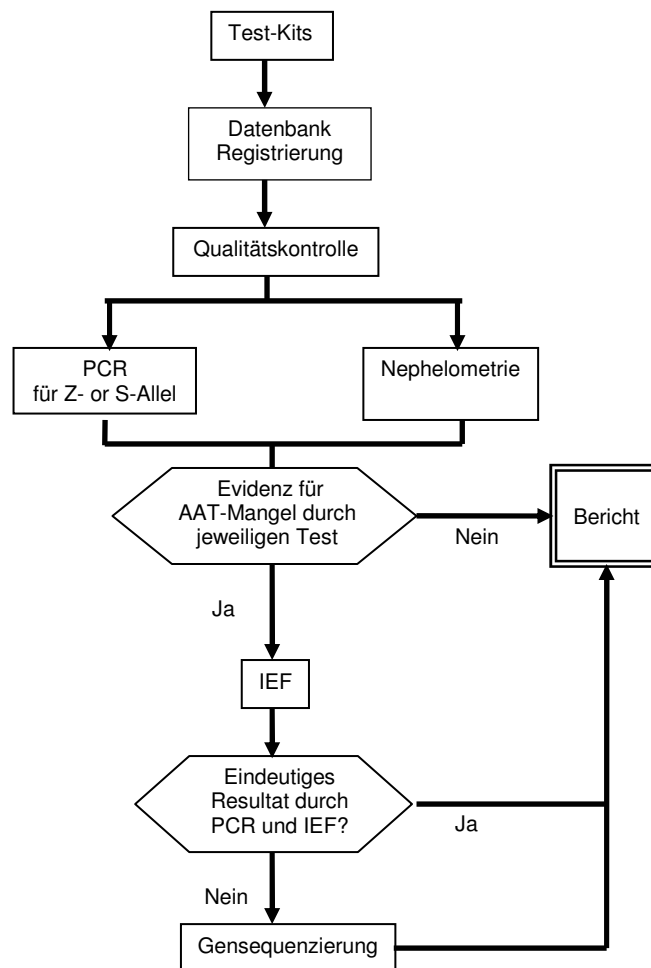 Test-Kits
Datenbank
Registrierung
Qualitätskontrolle
PCR
für Z- or S-Allel
Nephelometrie
Evidenz für
AAT-Mangel durch
jeweiligen Test
Nein
Bericht
Ja
IEF
Eindeutiges
Resultat durch
PCR und IEF?
Ja
Nein
Gensequenzierung